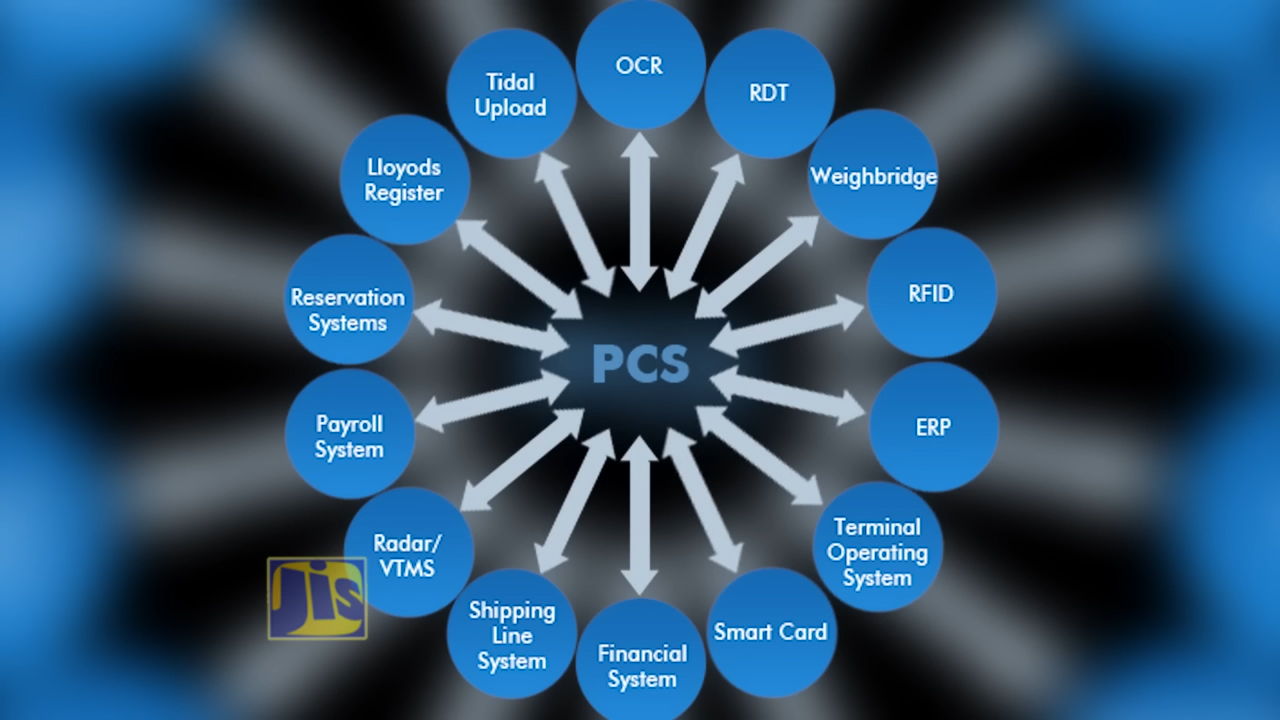 OCR
RDT
Weighbridge
RFID
ERP
Terminal
Operating
System
Smart Card
Financial
System
Shipping
Line
System
Radar/
VTMS
Payroll
System
Reservation
Systems
Lloyods
Register
Tidal
Upload
PCS
Jis